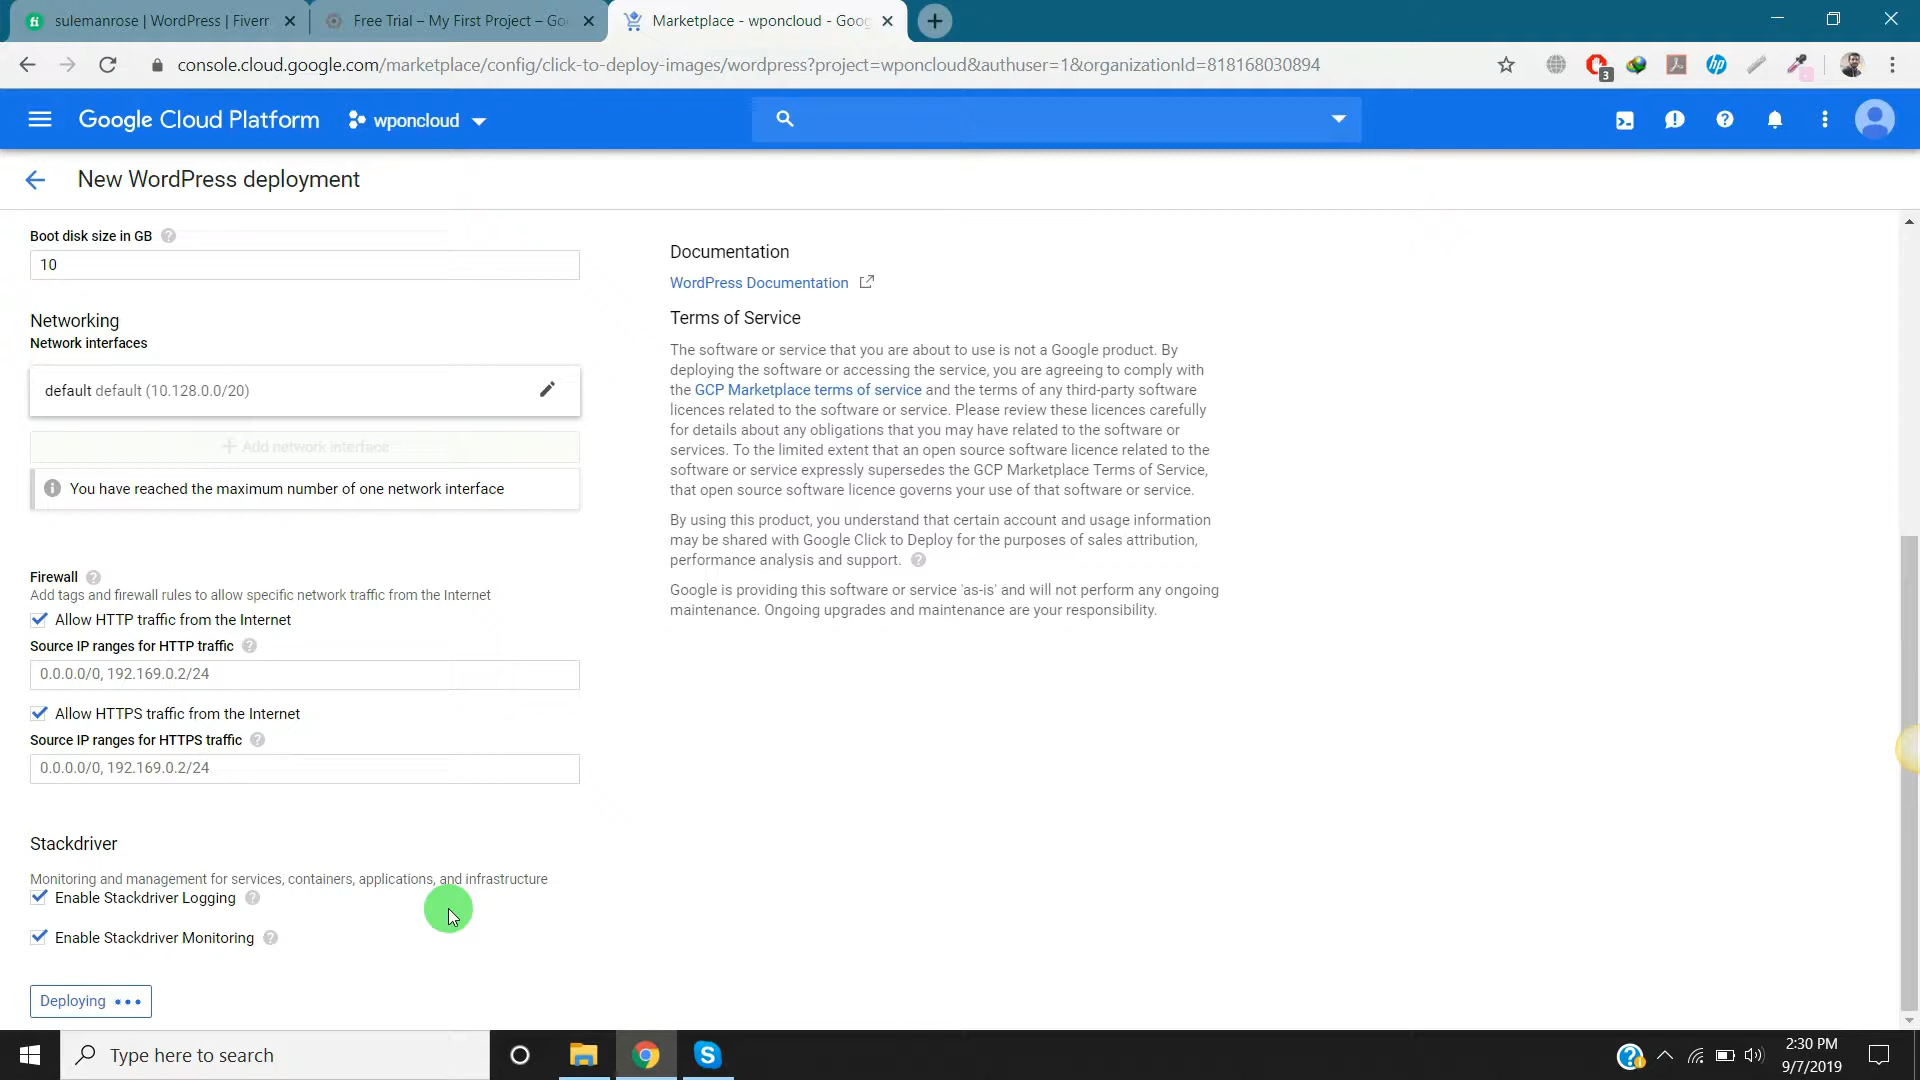 sulemanrose | WordPress | Fiverr
Free Trial – My First Project – Go
Marketplace - wponcloud - Goog
console.cloud.google.com/marketplace/config/click-to-deploy-images/wordpress?project=wponcloud&authuser=1&organizationId=818168030894
3
Google Cloud Platform
wponcloud
New WordPress deployment
Boot disk size in GB
10
Networking
Network interfaces
default default (10.128.0.0/20)
+ Add network interface
You have reached the maximum number of one network interface
Firewall
Add tags and firewall rules to allow specific network traffic from the Internet
Allow HTTP traffic from the Internet
Source IP ranges for HTTP traffic
0.0.0.0/0, 192.169.0.2/24
Allow HTTPS traffic from the Internet
Source IP ranges for HTTPS traffic
0.0.0.0/0, 192.169.0.2/24
Stackdriver
Monitoring and management for services, containers, applications, and infrastructure
Enable Stackdriver Logging
Enable Stackdriver Monitoring
Deploying
Documentation
WordPress Documentation
Terms of Service
The software or service that you are about to use is not a Google product. By
deploying the software or accessing the service, you are agreeing to comply with
the GCP Marketplace terms of service and the terms of any third-party software
licences related to the software or service. Please review these licences carefully
for details about any obligations that you may have related to the software or
services. To the limited extent that an open source software licence related to the
software or service expressly supersedes the GCP Marketplace Terms of Service,
that open source software licence governs your use of that software or service.
By using this product, you understand that certain account and usage information
may be shared with Google Click to Deploy for the purposes of sales attribution,
performance analysis and support.
Google is providing this software or service 'as-is' and will not perform any ongoing
maintenance. Ongoing upgrades and maintenance are your responsibility.
Type here to search
2:30 PM
9/7/2019